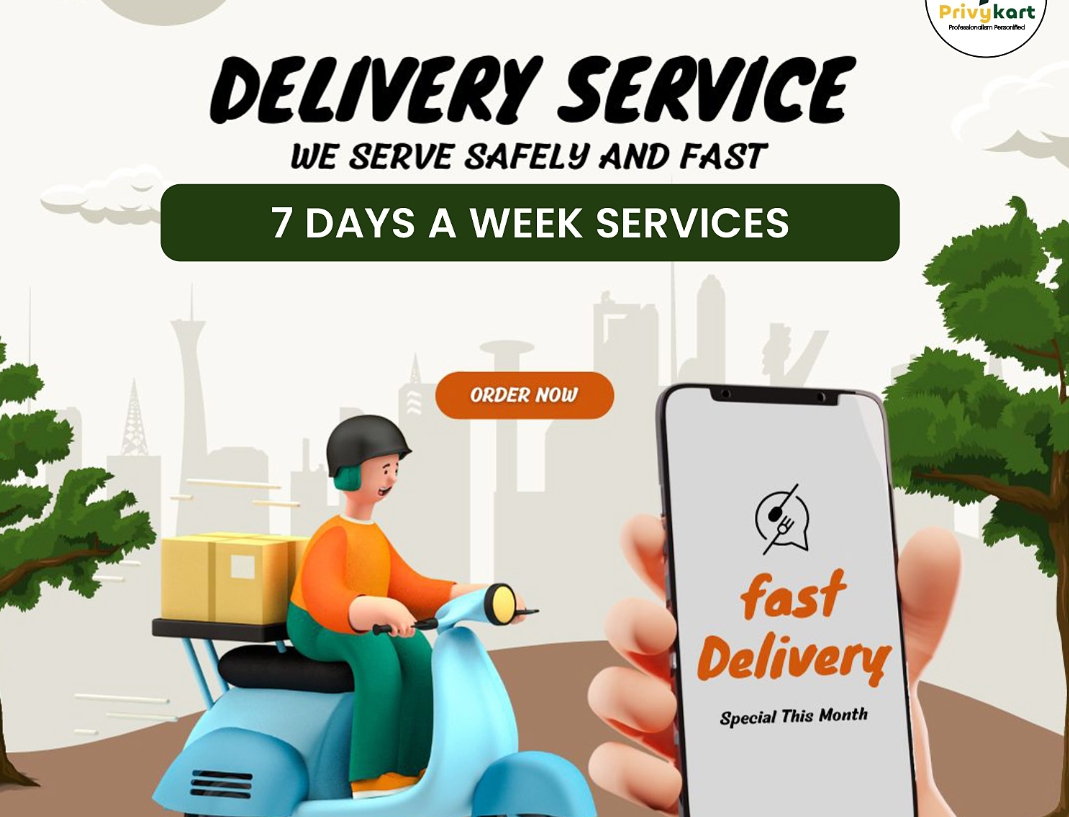 Privykart
Professionalism Personified
DELIVERY SERVICE
WE SERVE SAFELY AND FAST
7 DAYS A WEEK SERVICES
ORDER NOW
fast
Delivery
Special This Month